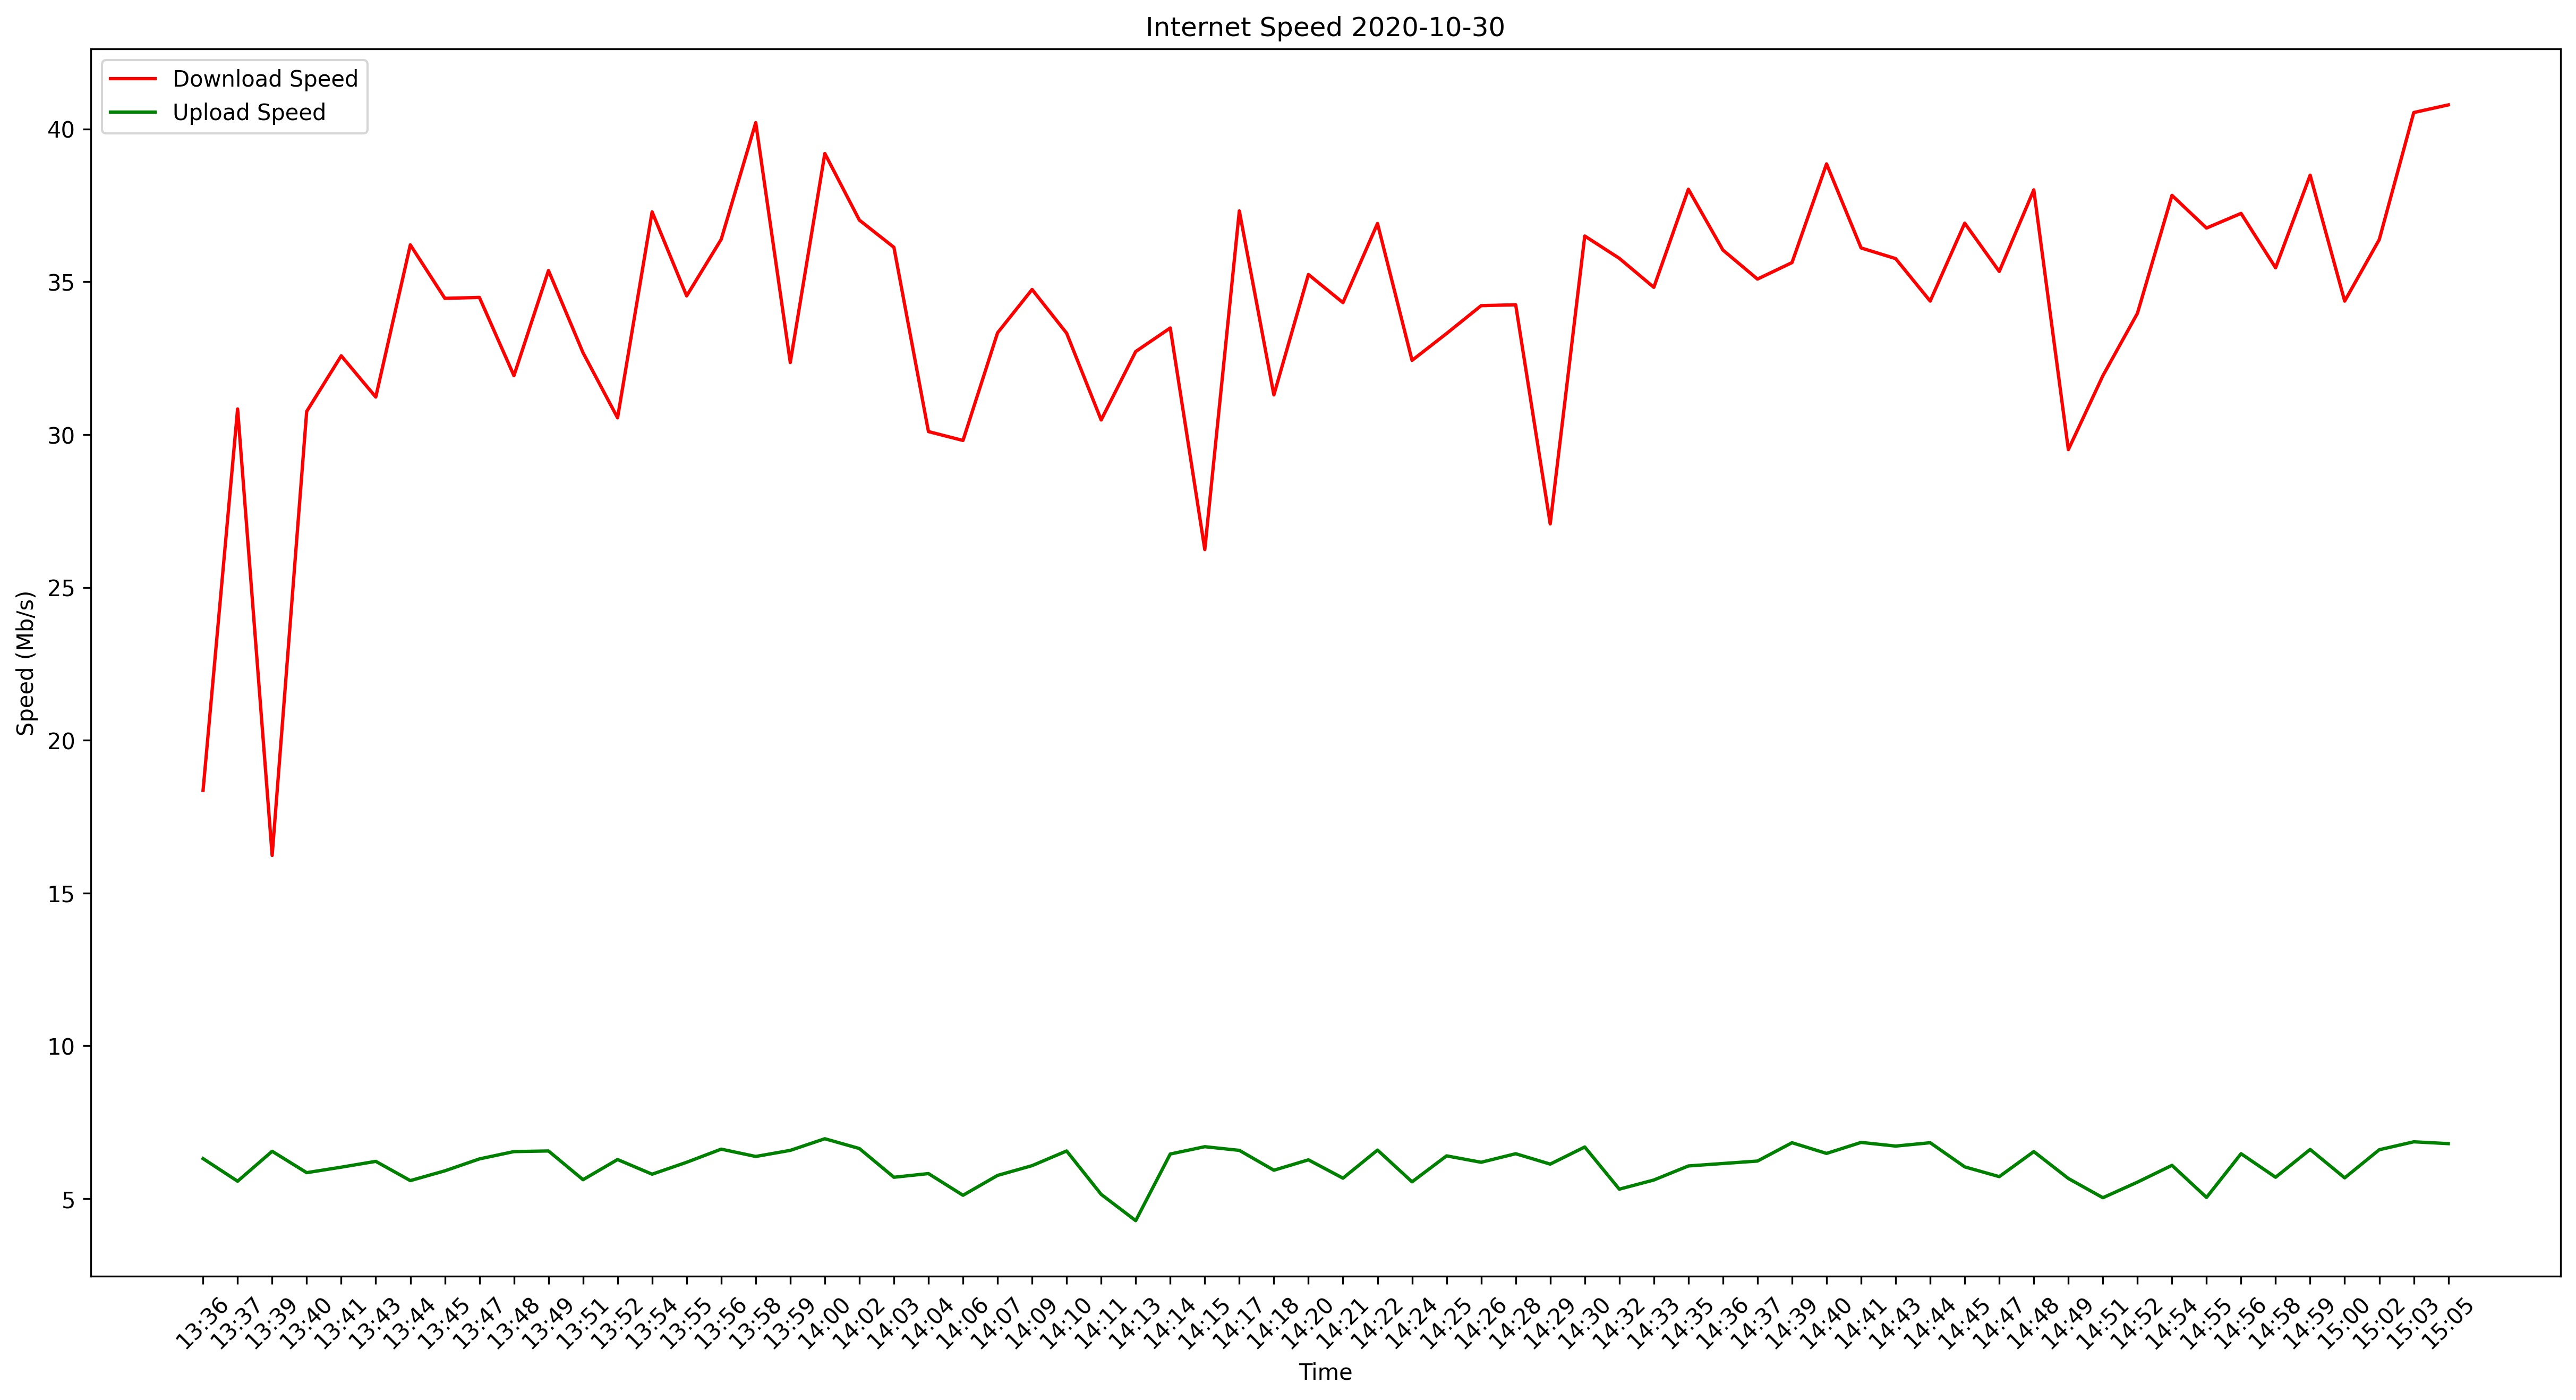 Internet Speed 2020-10-30
Download Speed
Upload Speed
40
35
30
25
20
15
10
5
Speed (Mb/s)
13:36 13:37 13:39 13:40 13:41 13:43 13:44 13:45 13:47 13:48 13:49 13:51 13:52 13:54 13:55 13:56 13:58 13:59 14:00 14:02 14:03 14:04 14:06 14:07 14:09 14:10 14:11 14:13 14:14 14:15 14:17 14:18 14:20 14:21 14:22 14:24 14:25 14:26 14:28 14:29 14:30 14:32 14:33 14:35 14:36 14:37 14:39 14:40 14:41 14:43 14:44 14:45 14:47 14:48 14:49 14:51 14:52 14:54 14:55 14:56 14:58 14:59 15:00 15:02 15:03 15:05
Time